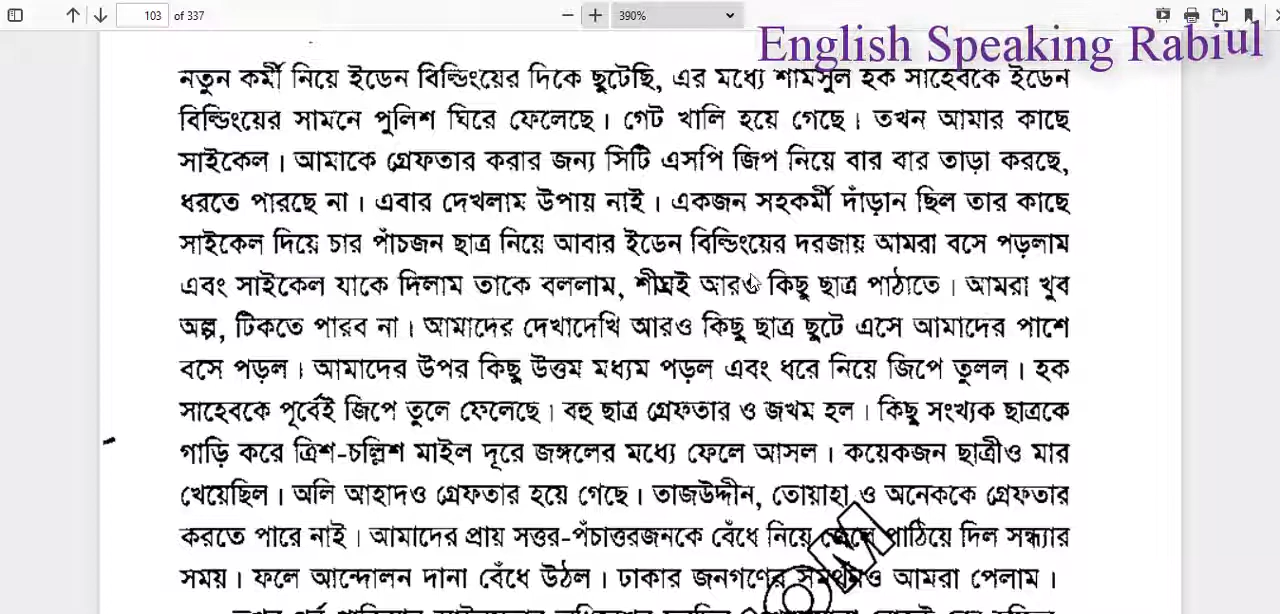 103 of 337
390%
English Speaking Rabiul
নতুন কর্মী নিয়ে ইডেন বিল্ডিংয়ের দিকে ছুটেছি, এর মধ্যে শামসুল হক সাহেবকে ইডেন
বিল্ডিংয়ের সামনে পুলিশ ঘিরে ফেলেছে। গেট খালি হয়ে গেছে। তখন আমার কাছে
সাইকেল। আমাকে গ্রেফতার করার জন্য সিটি এসপি জিপ নিয়ে বার বার তাড়া করছে,
ধরতে পারছে না। এবার দেখলাম উপায় নাই। একজন সহকর্মী দাঁড়ান ছিল তার কাছে
সাইকেল দিয়ে চার পাঁচজন ছাত্র নিয়ে আবার ইডেন বিল্ডিংয়ের দরজায় আমরা বসে পড়লাম
এবং সাইকেল যাকে দিলাম তাকে বললাম, শীঘ্রই আরও কিছু ছাত্র পাঠাতে। আমরা খুব
অল্প, টিকতে পারব না। আমাদের দেখাদেখি আরও কিছু ছাত্র ছুটে এসে আমাদের পাশে
বসে পড়ল। আমাদের উপর কিছু উত্তম মধ্যম পড়ল এবং ধরে নিয়ে জিপে তুলল। হক
সাহেবকে পূর্বেই জিপে তুলে ফেলেছে। বহু ছাত্র গ্রেফতার ও জখম হল। কিছু সংখ্যক ছাত্রকে
গাড়ি করে ত্রিশ-চল্লিশ মাইল দূরে জঙ্গলের মধ্যে ফেলে আসল। কয়েকজন ছাত্রীও মার
খেয়েছিল। অলি আহাদও গ্রেফতার হয়ে গেছে। তাজউদ্দীন, তোয়াহা ও অনেককে গ্রেফতার
করতে পারে নাই। আমাদের প্রায় সত্তর-পঁচাত্তরজনকে বেঁধে নিয়ে জেলে পাঠিয়ে দিল সন্ধ্যার
সময়। ফলে আন্দোলন দানা বেঁধে উঠল। ঢাকার জনগণের সমর্থনও আমরা পেলাম।